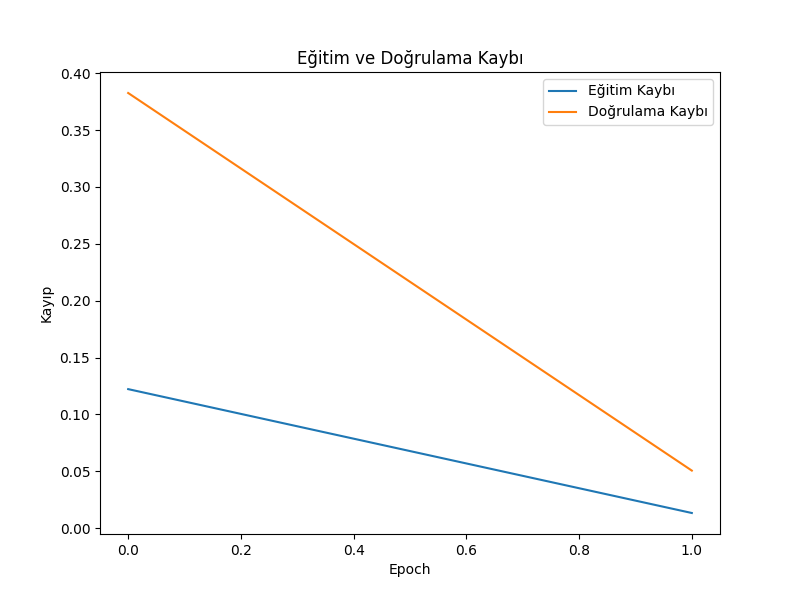 Eğitim ve Doğrulama Kaybı
Eğitim Kaybı
Doğrulama Kaybı
0.40
0.35
0.30
0.25
0.20
0.15
0.10
0.05
0.00
Kayıp
0.0 0.2 0.4 0.6 0.8 1.0
Epoch